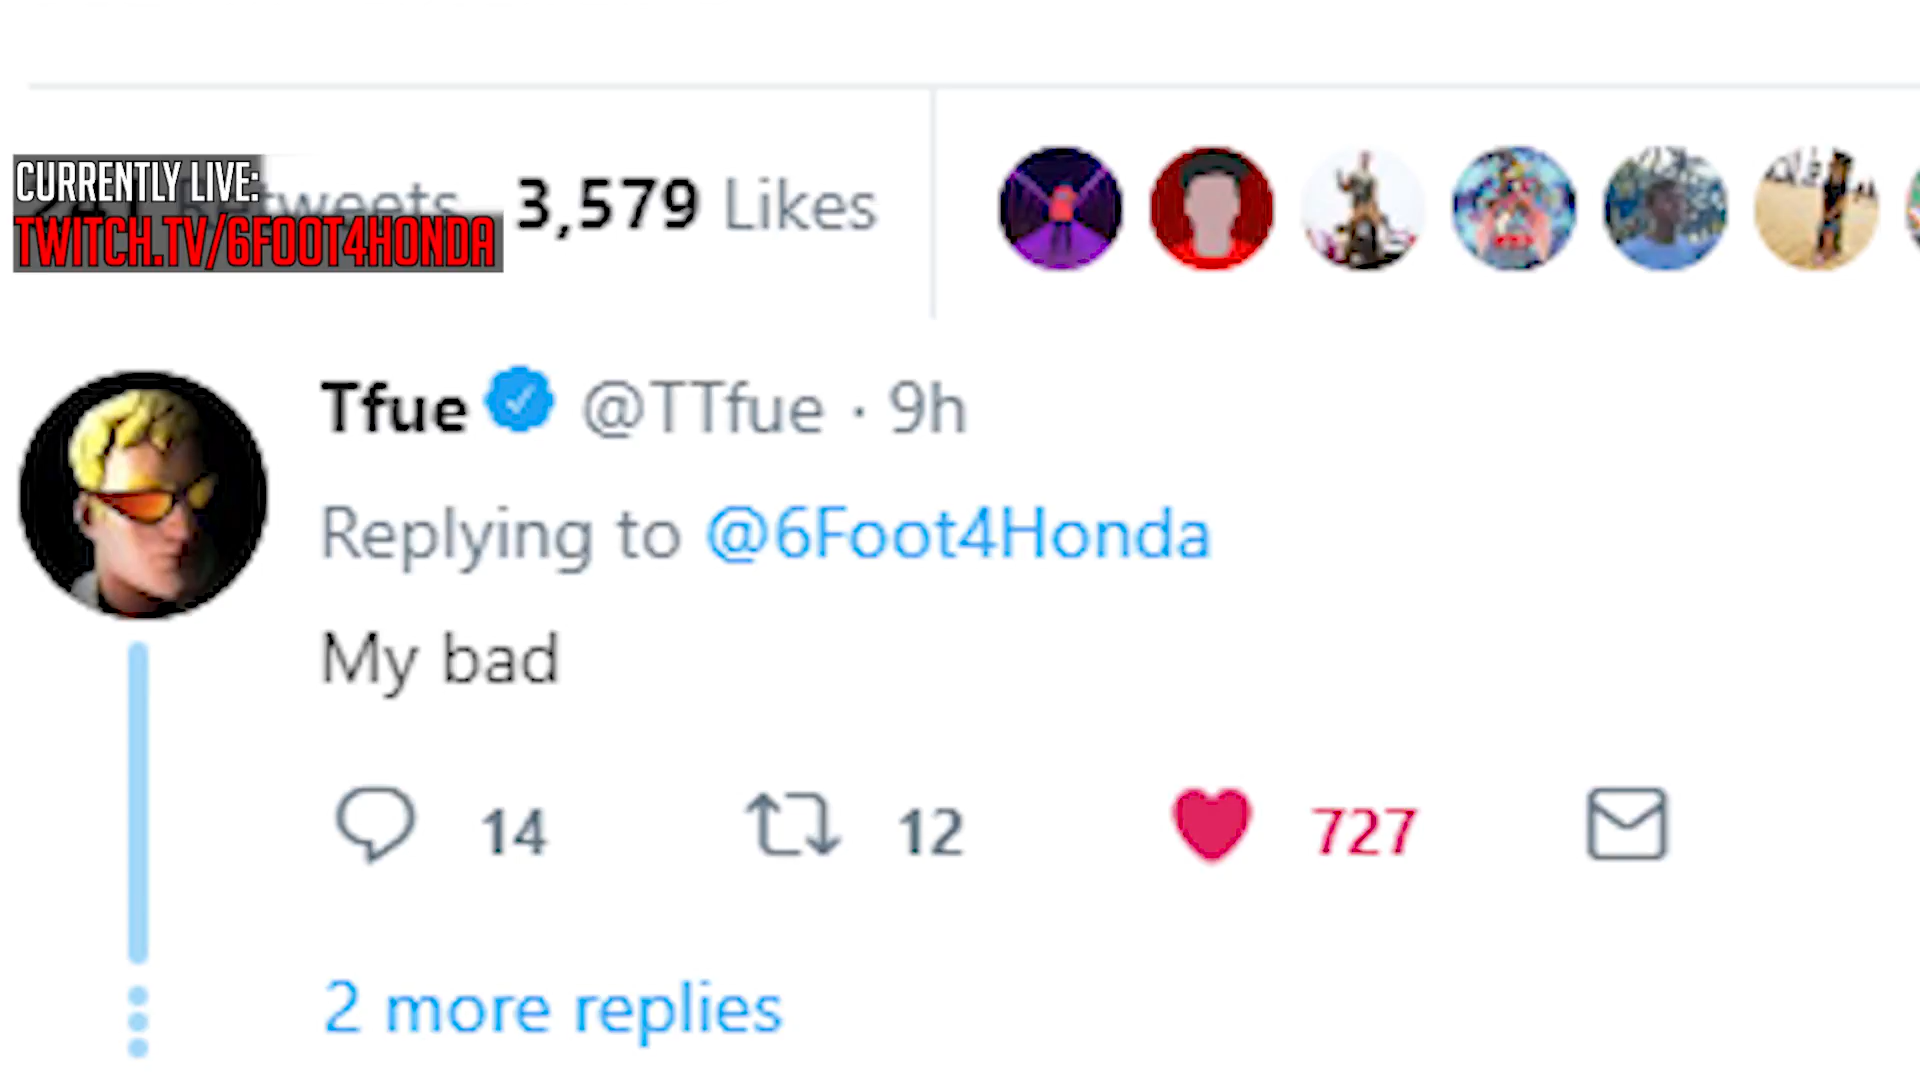 CURRENTLY LIVE:
TWITCH.TV/6FOOT4HONDA
Retweets 3,579 Likes
Tfue @TTfue · 9h
Replying to @6Foot4Honda
My bad
14 12 727
2 more replies